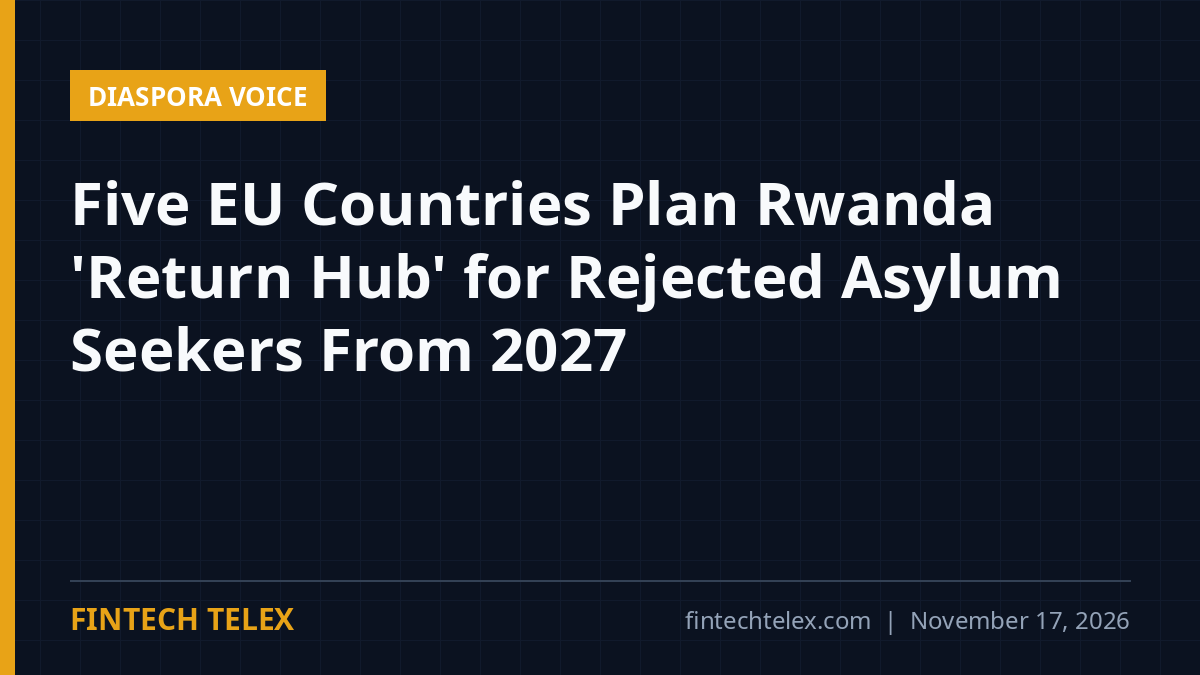 DIASPORA VOICE
Five EU Countries Plan Rwanda
'Return Hub' for Rejected Asylum
Seekers From 2027
FINTECH TELEX
fintechtelex.com | November 17, 2026